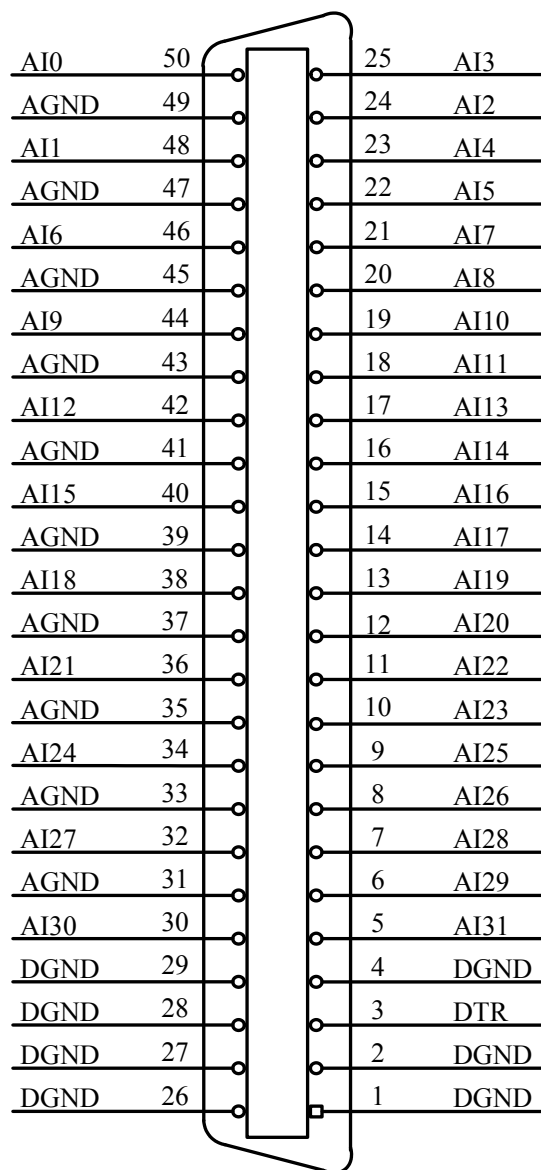 AI0 50 25 AI3
AGND 49 24 AI2
AI1 48 23 AI4
AGND 47 22 AI5
AI6 46 21 AI7
AGND 45 20 AI8
AI9 44 19 AI10
AGND 43 18 AI11
AI12 42 17 AI13
AGND 41 16 AI14
AI15 40 15 AI16
AGND 39 14 AI17
AI18 38 13 AI19
AGND 37 12 AI20
AI21 36 11 AI22
AGND 35 10 AI23
AI24 34 9 AI25
AGND 33 8 AI26
AI27 32 7 AI28
AGND 31 6 AI29
AI30 30 5 AI31
DGND 29 4 DGND
DGND 28 3 DTR
DGND 27 2 DGND
DGND 26 1 DGND